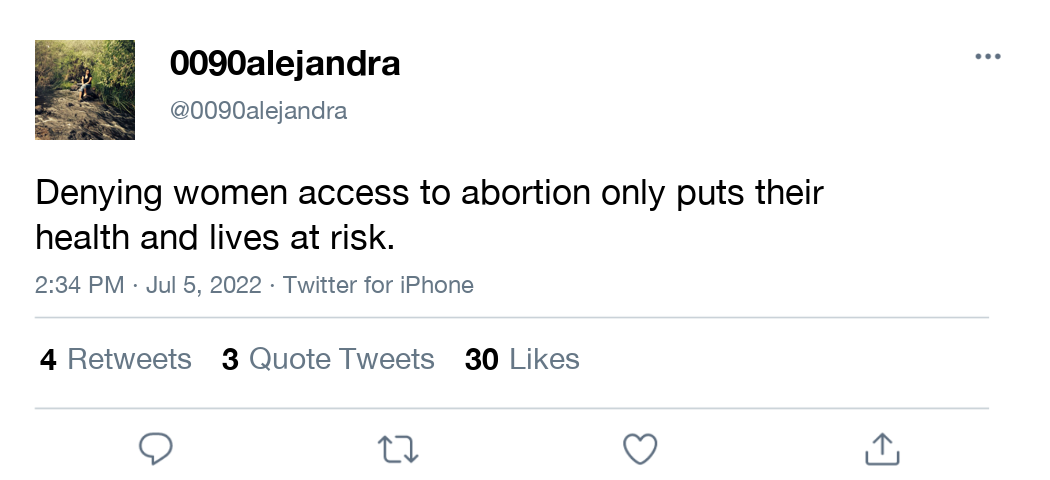 0090alejandra
@0090alejandra
Denying women access to abortion only puts their
health and lives at risk.
2:34 PM · Jul 5, 2022 · Twitter for iPhone
4 Retweets 3 Quote Tweets 30 Likes